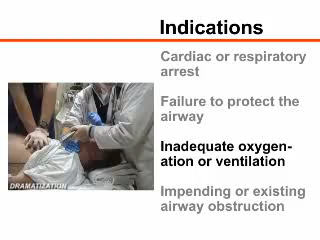 Indications
Cardiac or respiratory
arrest
Failure to protect the
airway
Inadequate oxygen-
ation or ventilation
Impending or existing
airway obstruction
DRAMATIZATION